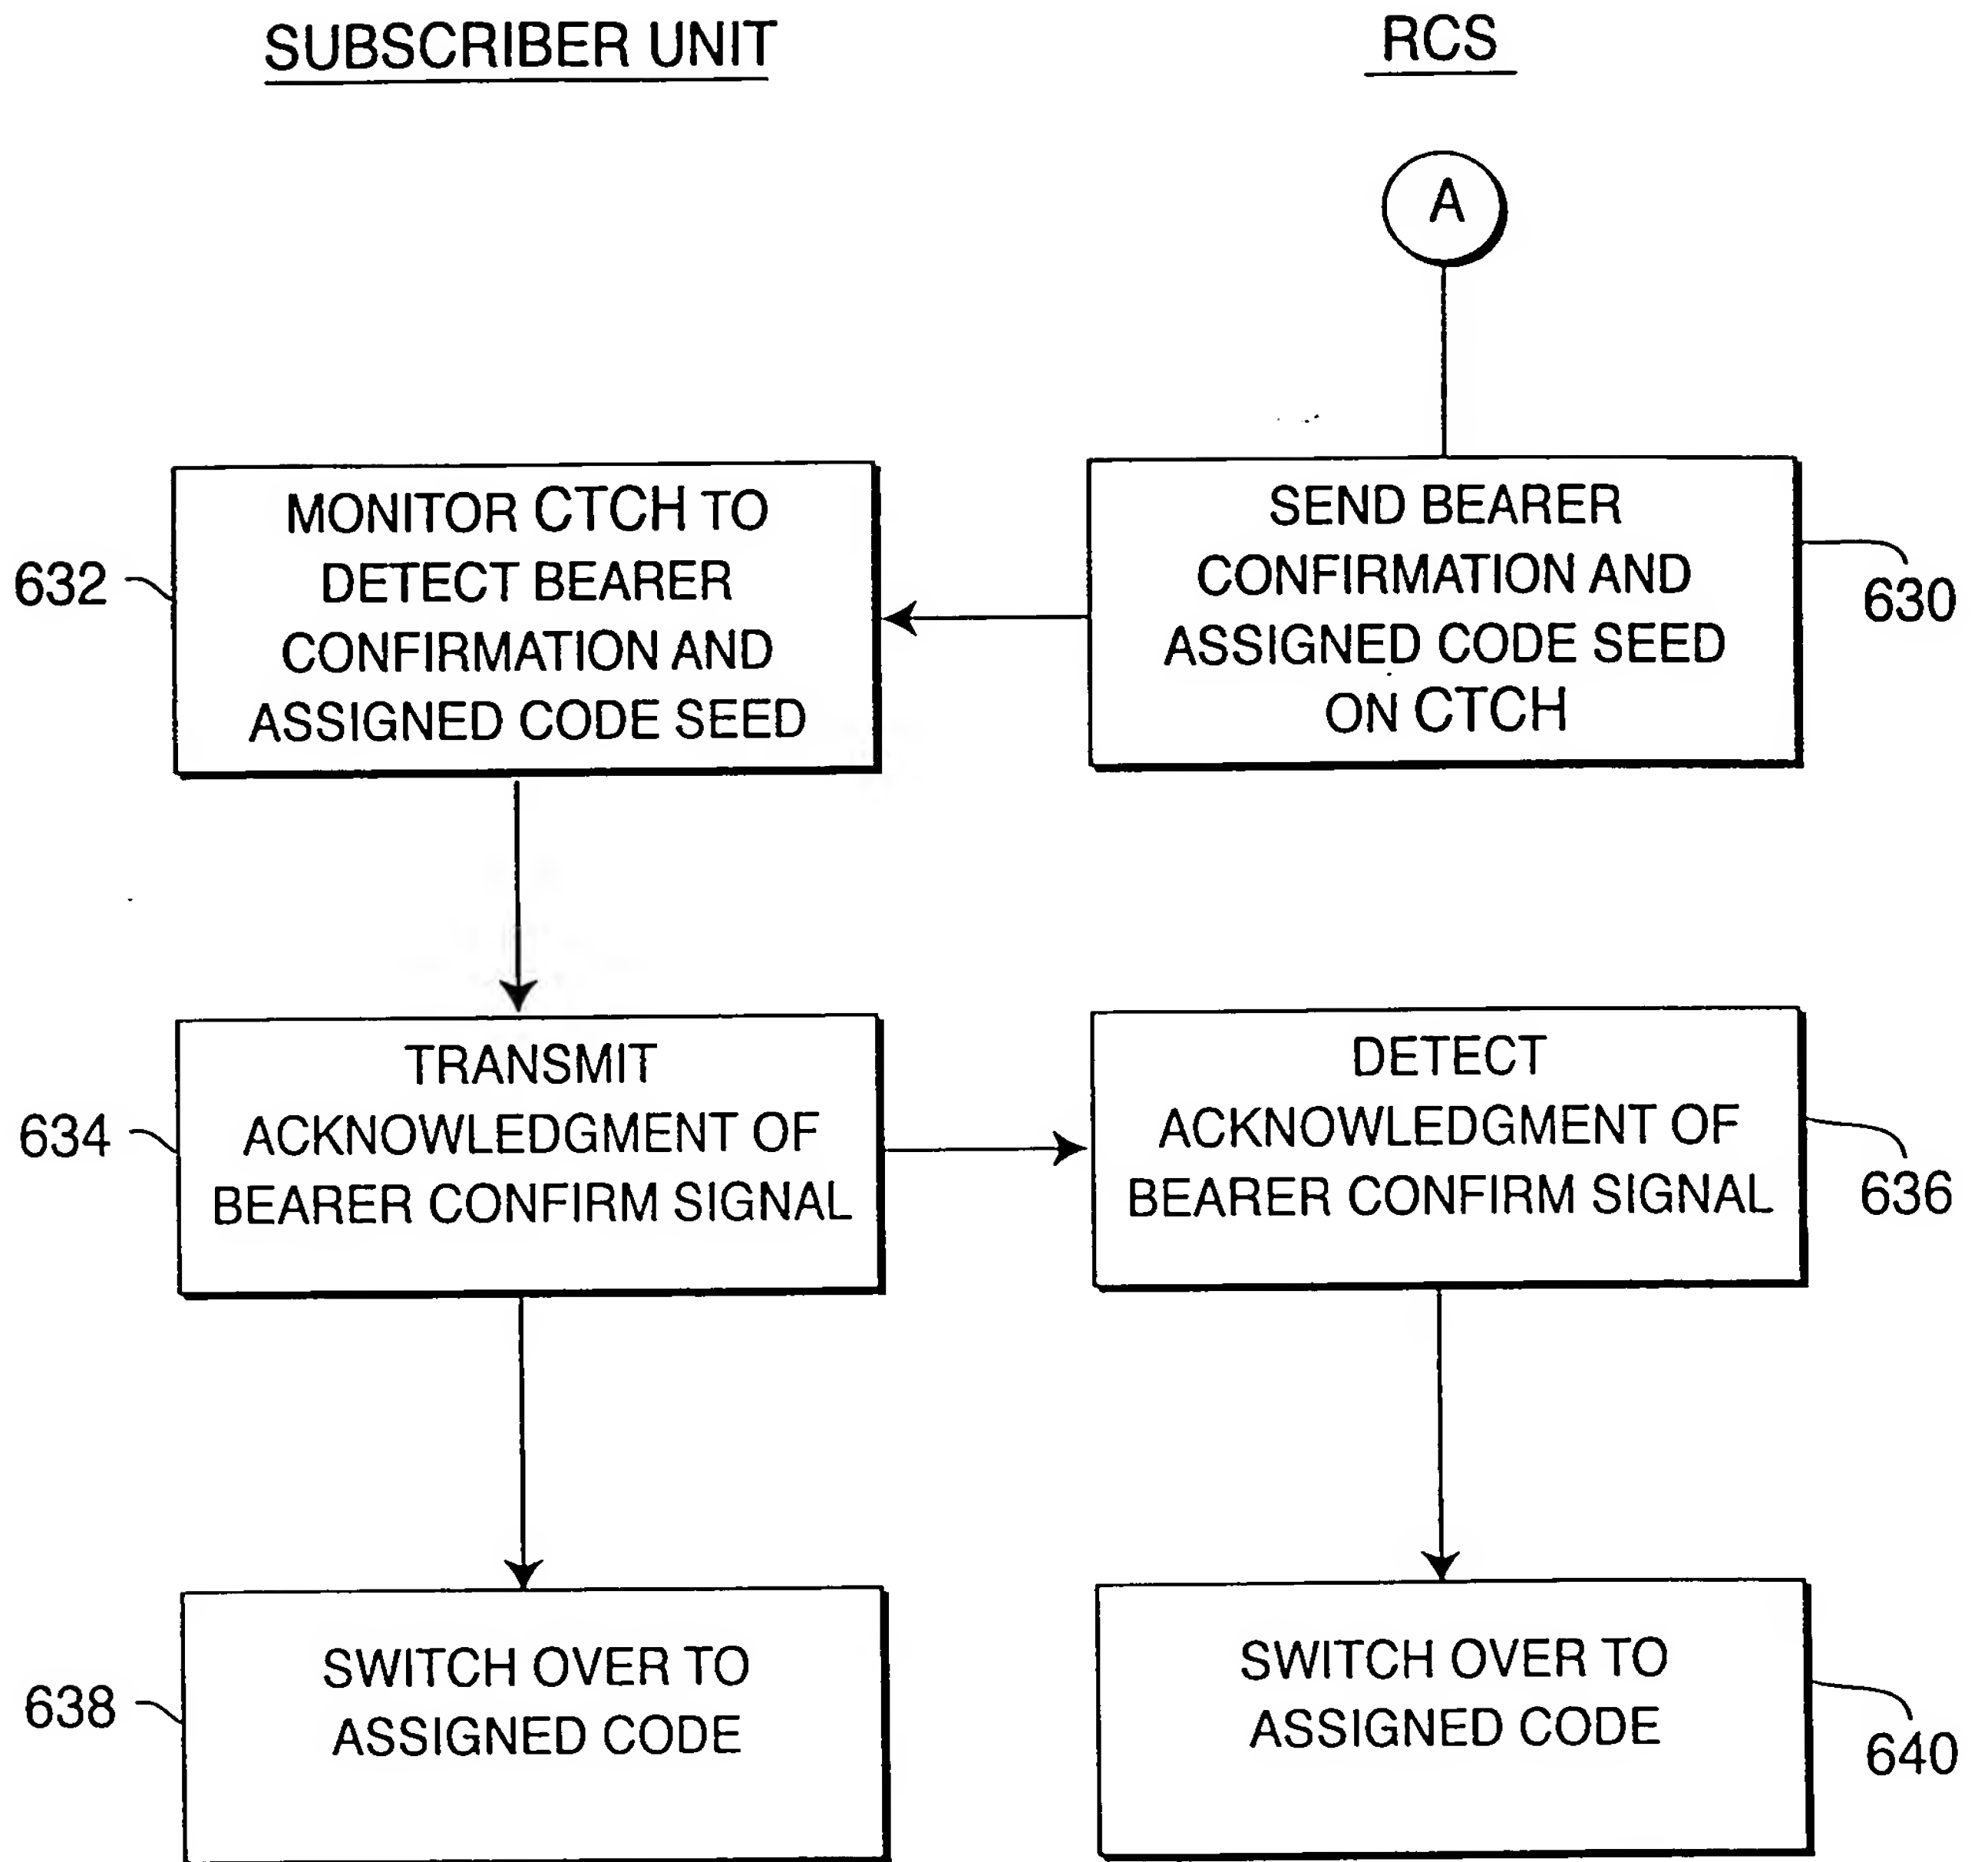 SUBSCRIBER UNIT
RCS
A
MONITOR CTCH TO
DETECT BEARER
CONFIRMATION AND
ASSIGNED CODE SEED
632
SEND BEARER
CONFIRMATION AND
ASSIGNED CODE SEED
ON CTCH
630
TRANSMIT
ACKNOWLEDGMENT OF
BEARER CONFIRM SIGNAL
634
DETECT
ACKNOWLEDGMENT OF
BEARER CONFIRM SIGNAL
636
SWITCH OVER TO
ASSIGNED CODE
638
SWITCH OVER TO
ASSIGNED CODE
640